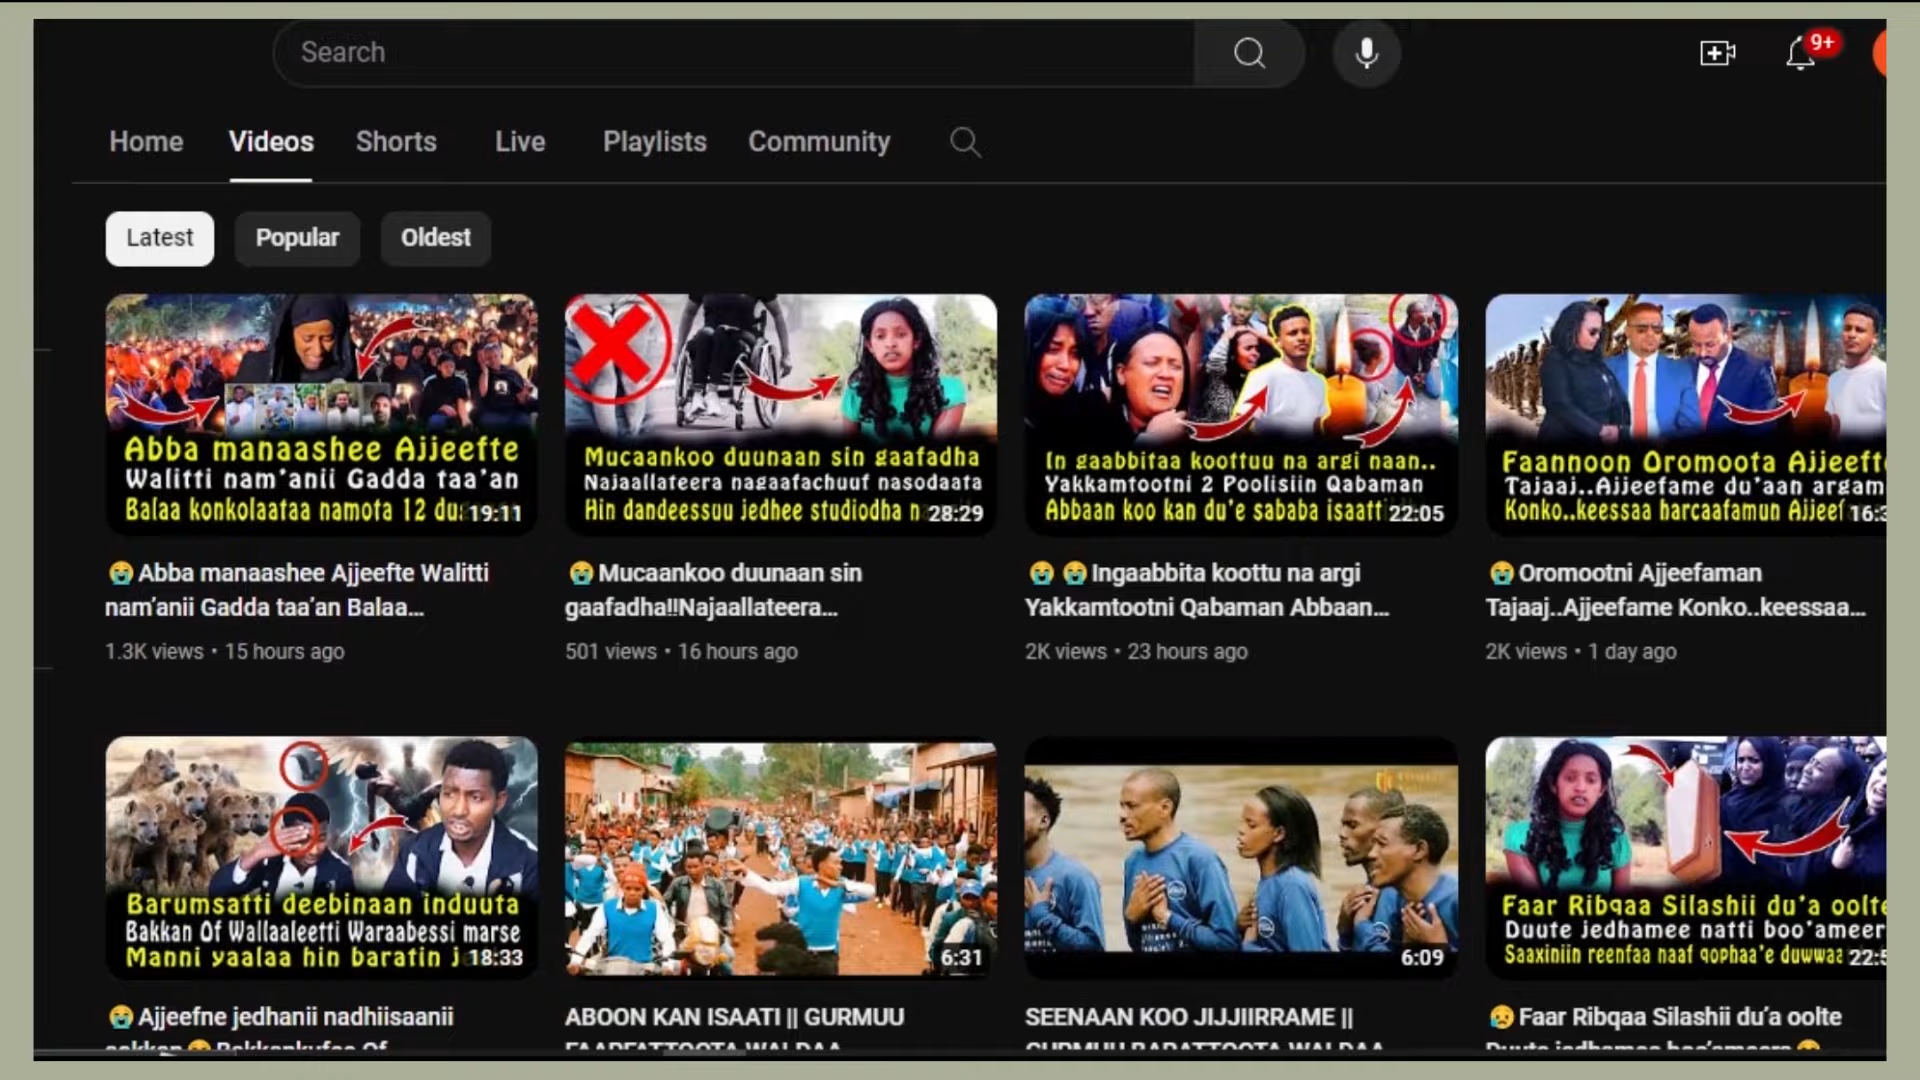 Search
9+
Home Videos Shorts Live Playlists Community
Latest Popular Oldest
Abba manaashee Ajjeefte
Walitti nam'anii Gadda taa'an
Balaa konkolaataa namota 12 du
19:11
Mucaankoo duunaan sin gaafadha
Najaallateera nagaafachuuf nasodaata
Hin dandeessuu jedhee studiodha n
28:29
In gaabbitaa koottuu na argi naan..
Yakkamtootni 2 Poolisiin Qabaman
Abbaan koo kan du'e sababa isaatt
22:05
Faannoon Oromoota Ajjeeft
Tajaaj..Ajjeefame du'aan argam
Konko..keessaa harcaafamun Ajjeef
16:3
😭Abba manaashee Ajjeefte Walitti
nam'anii Gadda taa'an Balaa...
1.3K views • 15 hours ago
😭Mucaankoo duunaan sin
gaafadha!!Najaallateera...
501 views • 16 hours ago
😭 😭Ingaabbita koottu na argi
Yakkamtootni Qabaman Abbaan...
2K views • 23 hours ago
😭Oromootni Ajjeefaman
Tajaaj..Ajjeefame Konko..keessaa...
2K views • 1 day ago
Barumsatti deebinaan induuta
Bakkan Of Wallaaleetti Waraabessi marse
Manni yaalaa hin baratin j
18:33
6:31
6:09
Faar Ribqaa Silashii du'a oolte
Duute jedhamee natti boo'ameer
Saaxiniin reenfaa naaf qophaa'e duwwaa
22:5
😭Ajjeefne jedhanii nadhiisaanii
ABOON KAN ISAATI || GURMUU
SEENAAN KOO JIJJIIRRAME ||
😥Faar Ribqaa Silashii du'a oolte